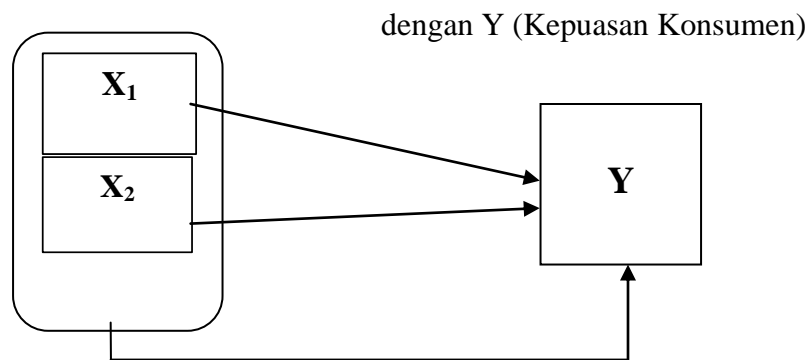 dengan Y (Kepuasan Konsumen)
X₁
X₂
Y